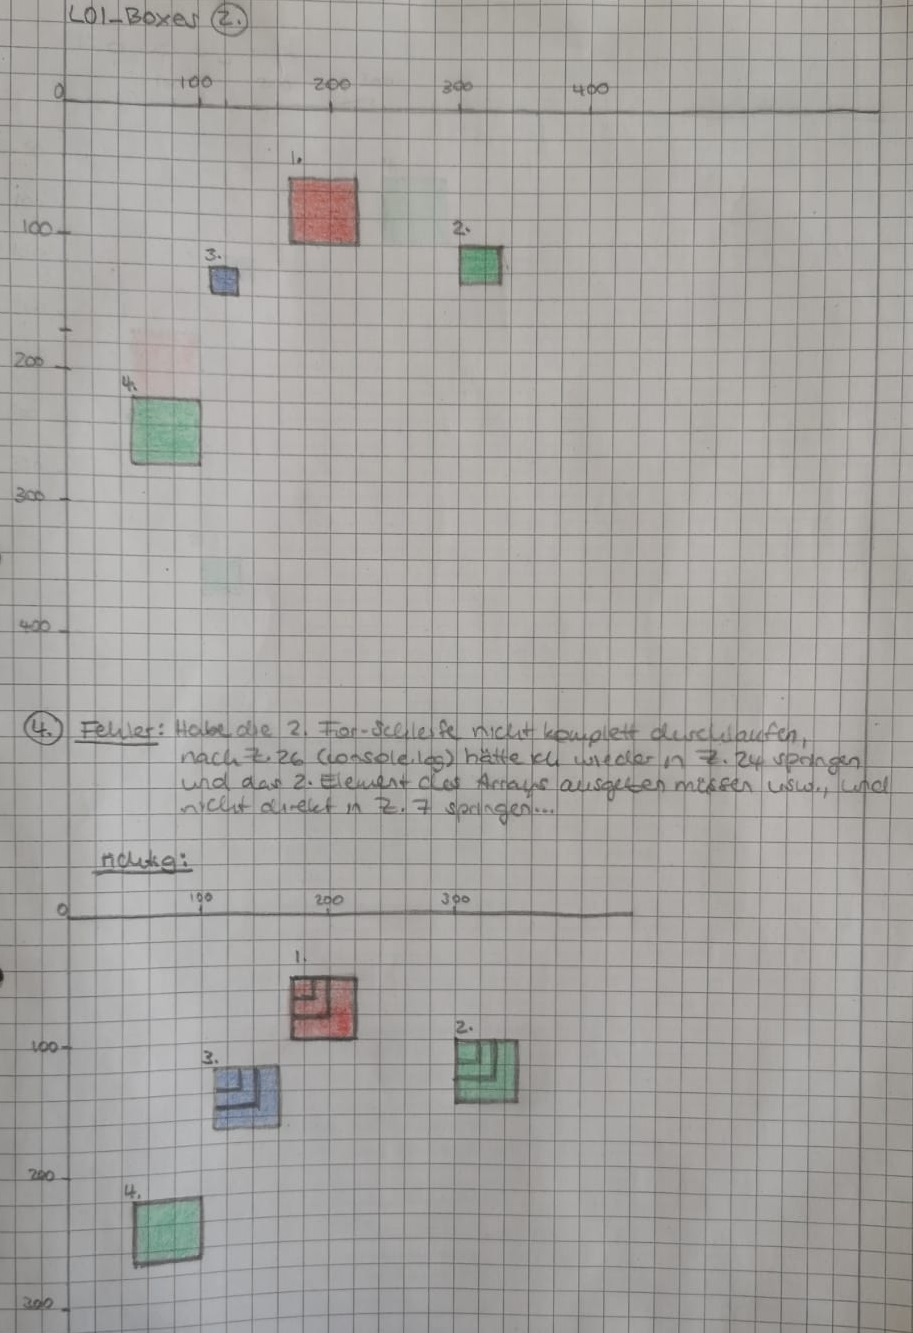 L01_Boxes 2.
0 100 200 300 400
1.
100 2.
3.
200
4.
300
400
4. Fehler: Habe die 2. For-Schleife nicht komplett durchlaufen,
nach Z.26 (console.log) hätte ich wieder in Z.24 springen
und das 2. Element des Arrays ausgeben müssen usw., und
nicht direkt in Z.7 springen...
richtig:
0 100 200 300
1.
2.
100
3.
200
4.
300